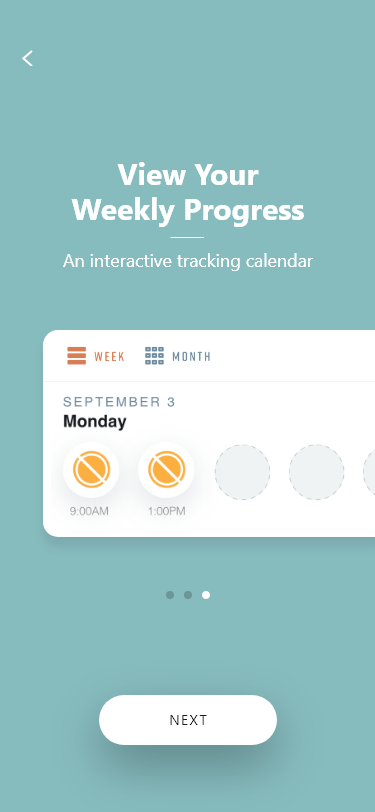 View Your
Weekly Progress
An interactive tracking calendar
WEEK MONTH
SEPTEMBER 3
Monday
9:00AM 1:00PM
NEXT